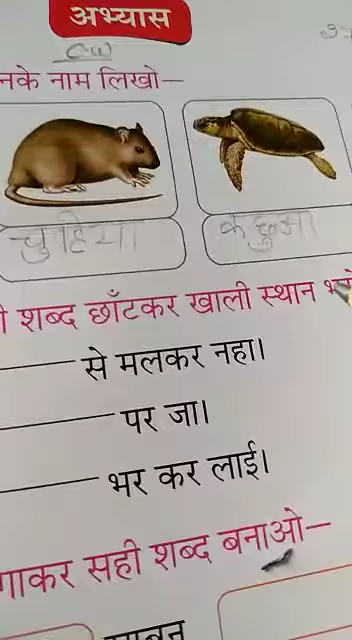 अभ्यास
C.W
नके नाम लिखो—
चुहिया
कछुआ
शब्द छाँटकर खाली स्थान
से मलकर नहा।
पर जा।
भर कर लाई।
गाकर सही शब्द बनाओ—